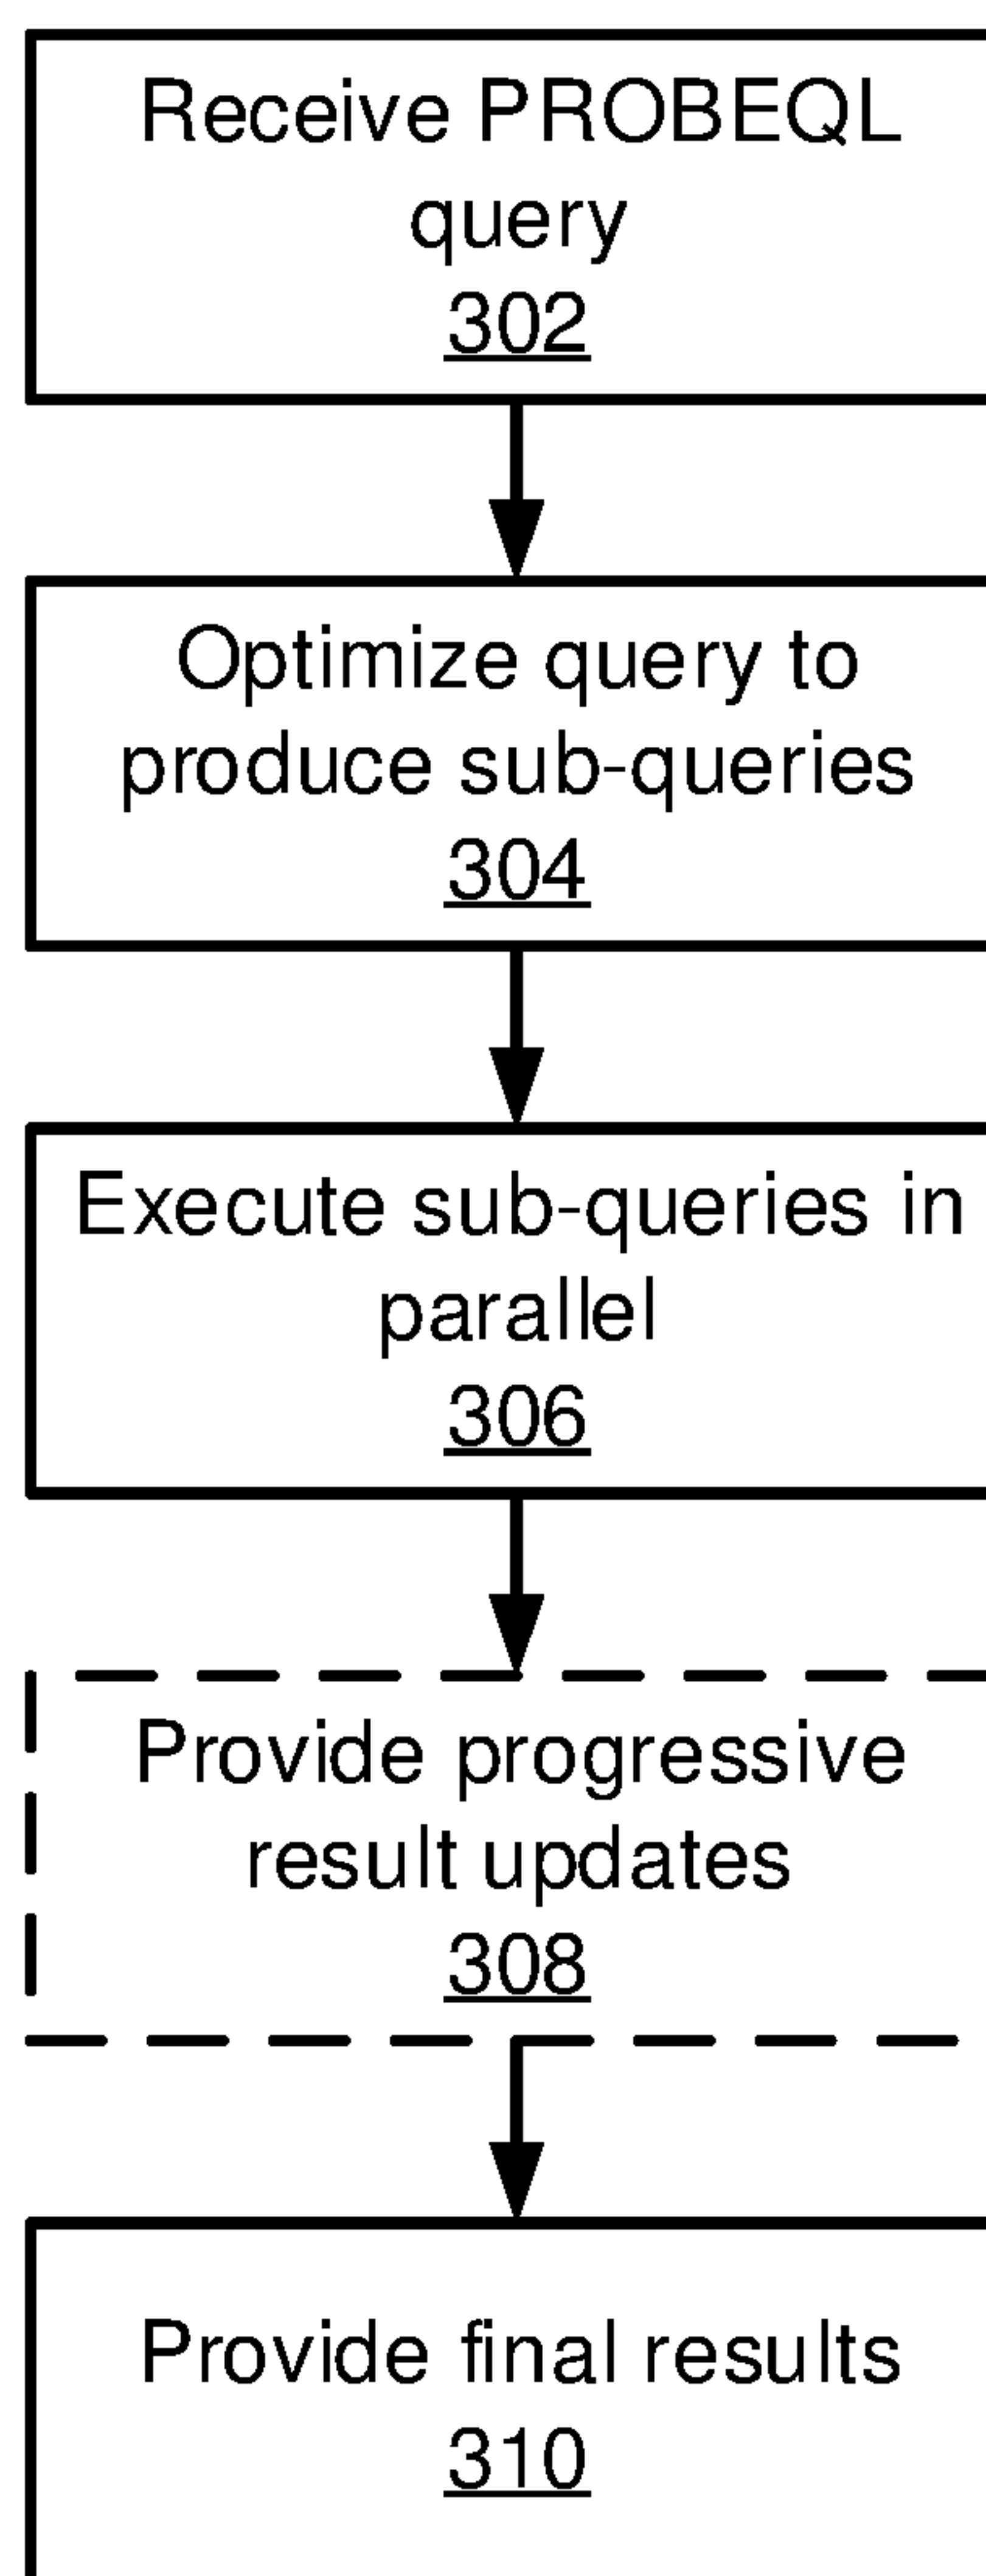 Receive PROBEQL
query
302
Optimize query to
produce sub-queries
304
Execute sub-queries in
parallel
306
Provide progressive
result updates
308
Provide final results
310